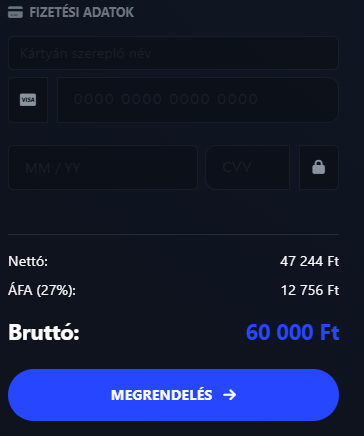 FIZETÉSI ADATOK
Kártyán szereplő név
VISA
0000 0000 0000 0000
MM / YY
CVV
Nettó: 47 244 Ft
ÁFA (27%): 12 756 Ft
Bruttó: 60 000 Ft
MEGRENDELÉS →